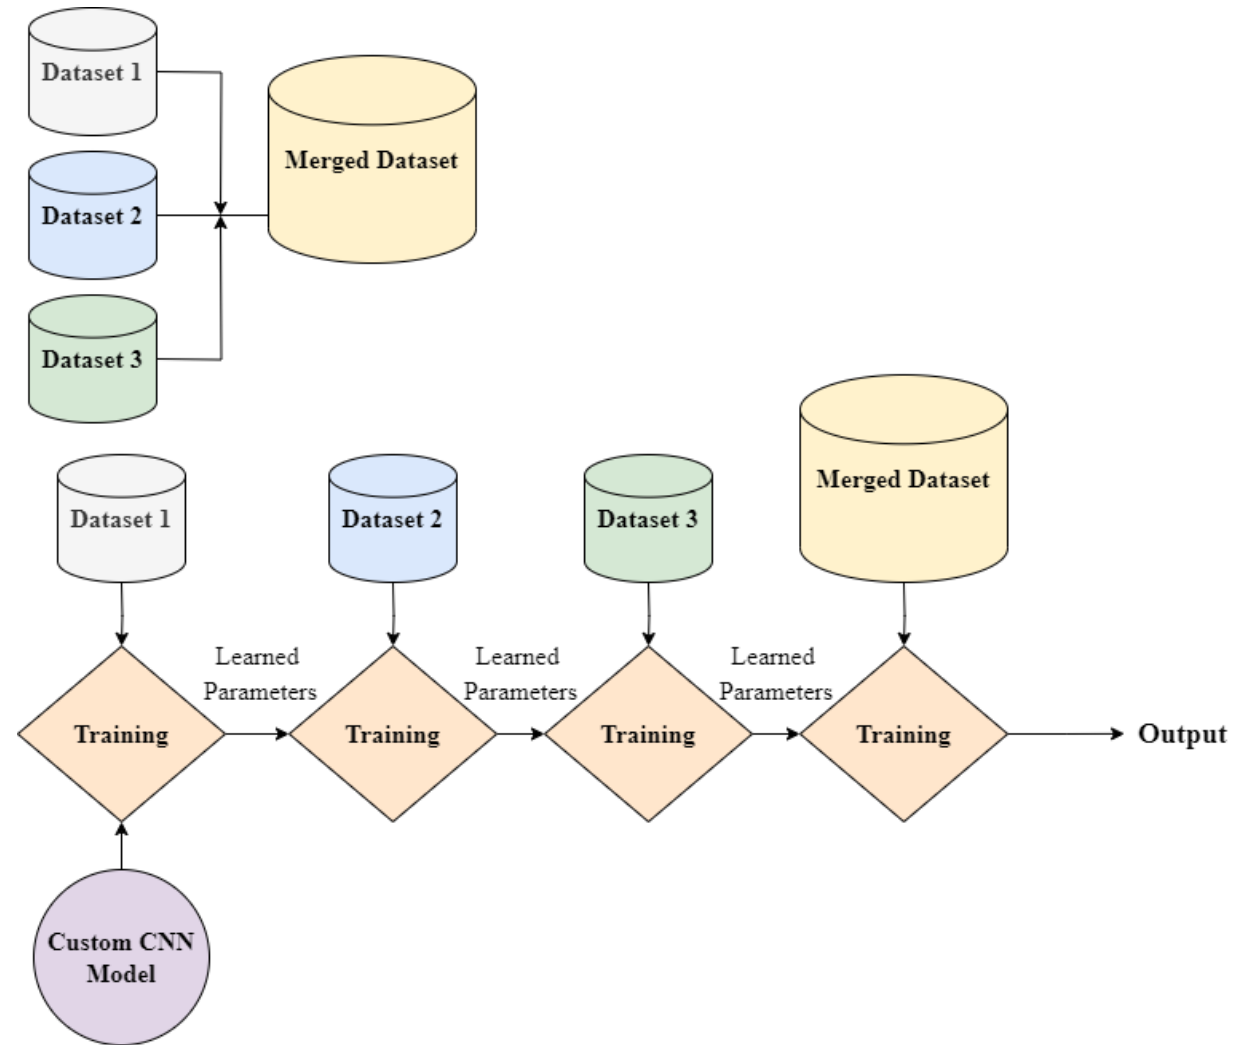 Dataset 1
Merged Dataset
Dataset 2
Dataset 3
Merged Dataset
Dataset 1
Dataset 2
Dataset 3
Learned
Parameters
Learned
Parameters
Learned
Parameters
Training
Training
Training
Training
Output
Custom CNN
Model